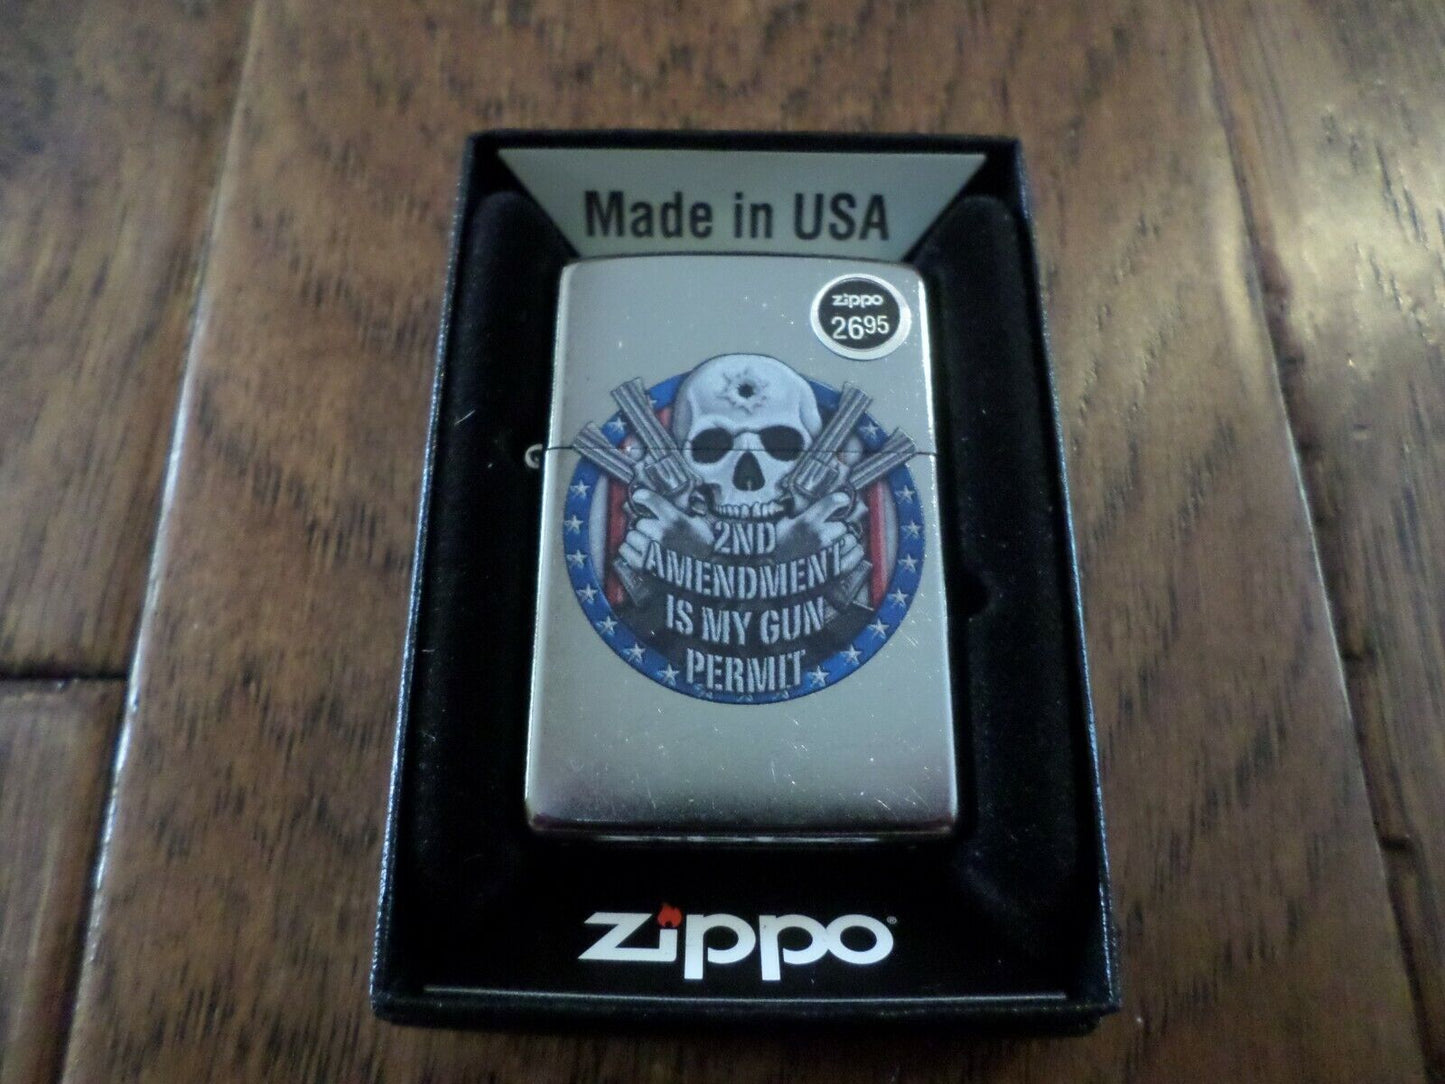 Made in USA
zippo
2695
2ND
AMENDMENT
IS MY GUN
PERMIT
zippo®